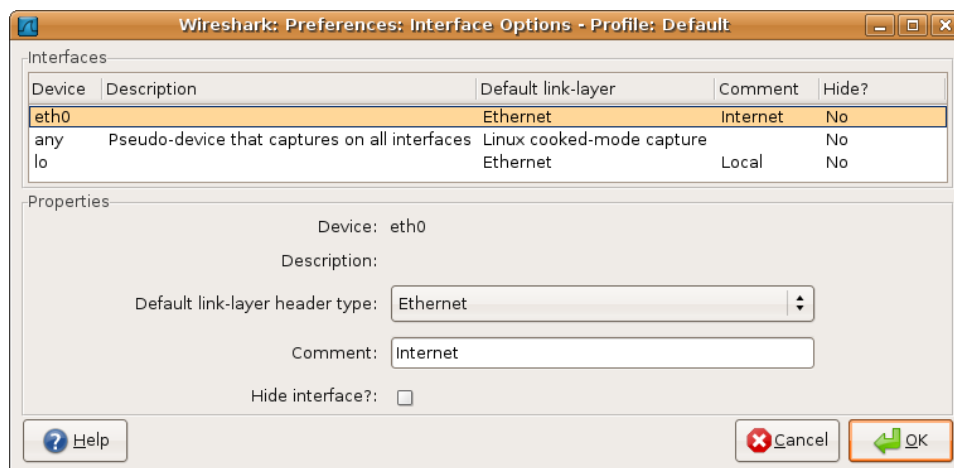 Wireshark: Preferences: Interface Options - Profile: Default
Interfaces
Device Description Default link-layer Comment Hide?
eth0 Ethernet Internet No
any Pseudo-device that captures on all interfaces Linux cooked-mode capture No
lo Ethernet Local No
Properties
Device: eth0
Description:
Default link-layer header type: Ethernet
Comment: Internet
Hide interface?:
Help Cancel OK